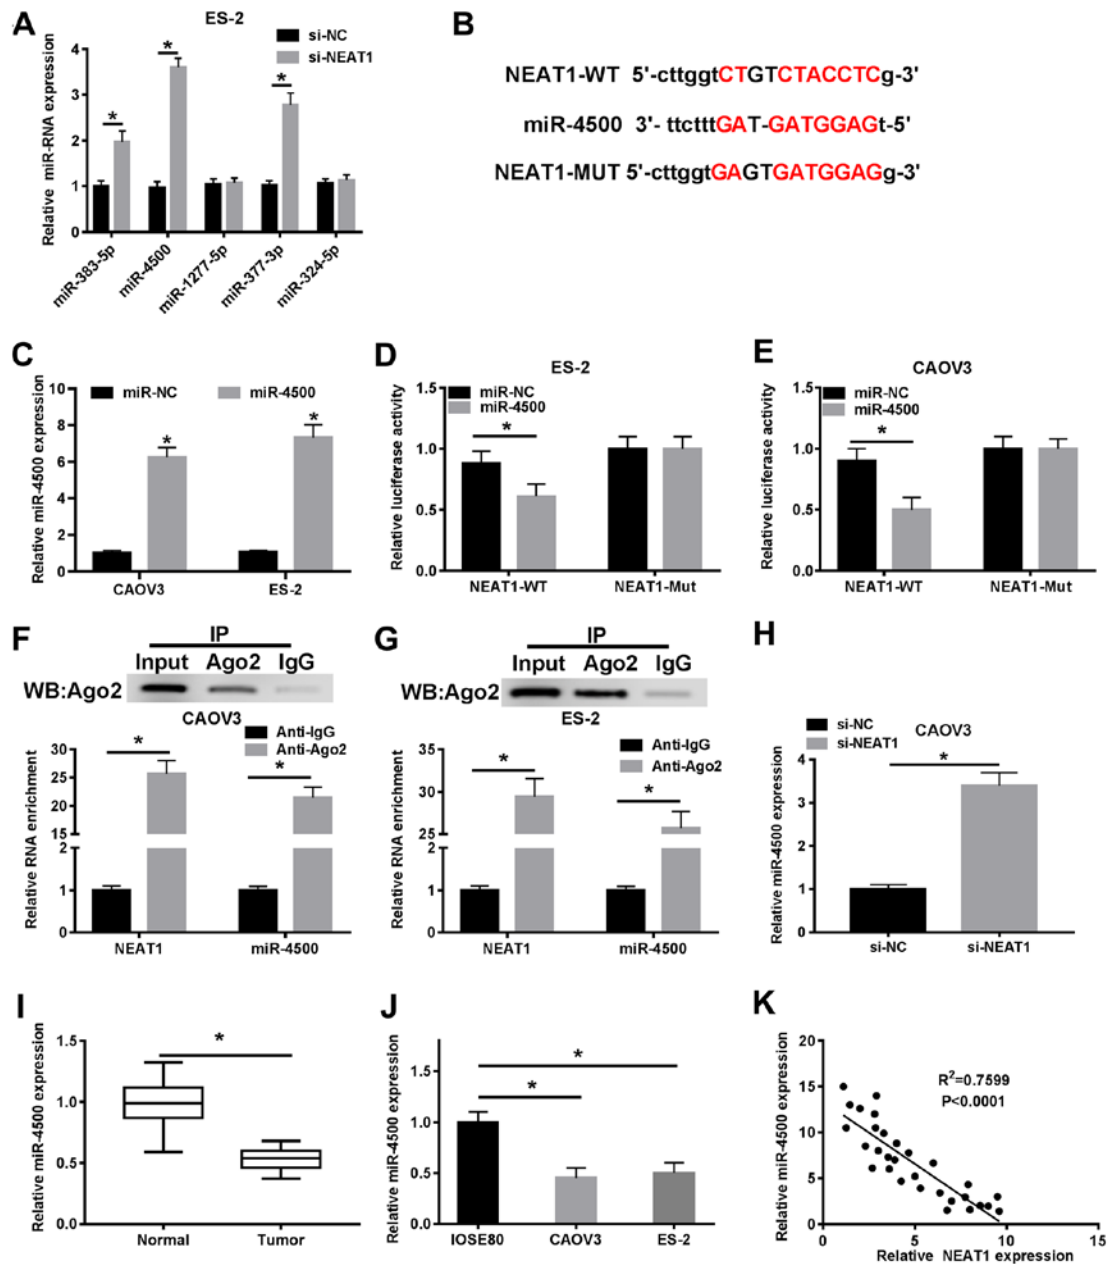 A
ES-2
si-NC
si-NEAT1
Relative miR-RNA expression
4
3
2
1
0
*
*
*
miR-383-5p
miR-4500
miR-1277-5p
miR-377-3p
miR-324-5p
B
NEAT1-WT 5'-cttggtCTGTCTACCTCg-3'
miR-4500 3'- ttctttGAT-GATGGAGt-5'
NEAT1-MUT 5'-cttggtGAGTGATGGAGg-3'
C
Relative miR-4500 expression
miR-NC
miR-4500
10
8
6
4
2
0
*
*
CAOV3
ES-2
D
ES-2
Relative luciferase activity
miR-NC
miR-4500
1.5
1.0
0.5
0.0
*
NEAT1-WT
NEAT1-Mut
E
CAOV3
Relative luciferase activity
miR-NC
miR-4500
1.5
1.0
0.5
0.0
*
NEAT1-WT
NEAT1-Mut
F
IP
Input Ago2 IgG
WB:Ago2
CAOV3
Anti-IgG
Anti-Ago2
Relative RNA enrichment
30
25
20
15
2
1
0
*
*
NEAT1
miR-4500
G
IP
Input Ago2 IgG
WB:Ago2
ES-2
Anti-IgG
Anti-Ago2
Relative RNA enrichment
35
30
25
2
1
0
*
*
NEAT1
miR-4500
H
si-NC
si-NEAT1
CAOV3
Relative miR-4500 expression
4
3
2
1
0
*
si-NC
si-NEAT1
I
Relative miR-4500 expression
1.5
1.0
0.5
0.0
*
Normal
Tumor
J
Relative miR-4500 expression
1.5
1.0
0.5
0.0
*
*
IOSE80
CAOV3
ES-2
K
Relative miR-4500 expression
20
15
10
5
0
R²=0.7599
P<0.0001
0
5
10
15
Relative NEAT1 expression